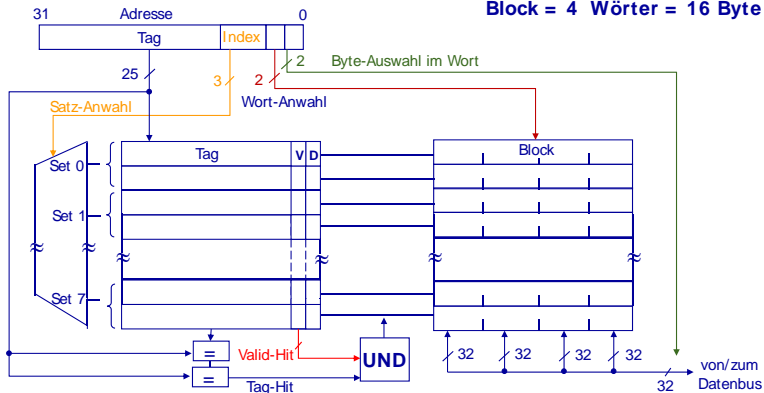 Block = 4 Wörter = 16 Byte
31 Adresse 0
Tag Index
25 3 2 2 Byte-Auswahl im Wort
Satz-Anwahl Wort-Anwahl
Tag V D Block
Set 0
Set 1
≈ ≈ ≈ ≈ ≈
Set 7
=
=
Valid-Hit
Tag-Hit
UND
32 32 32 32
32
von/zum
Datenbus